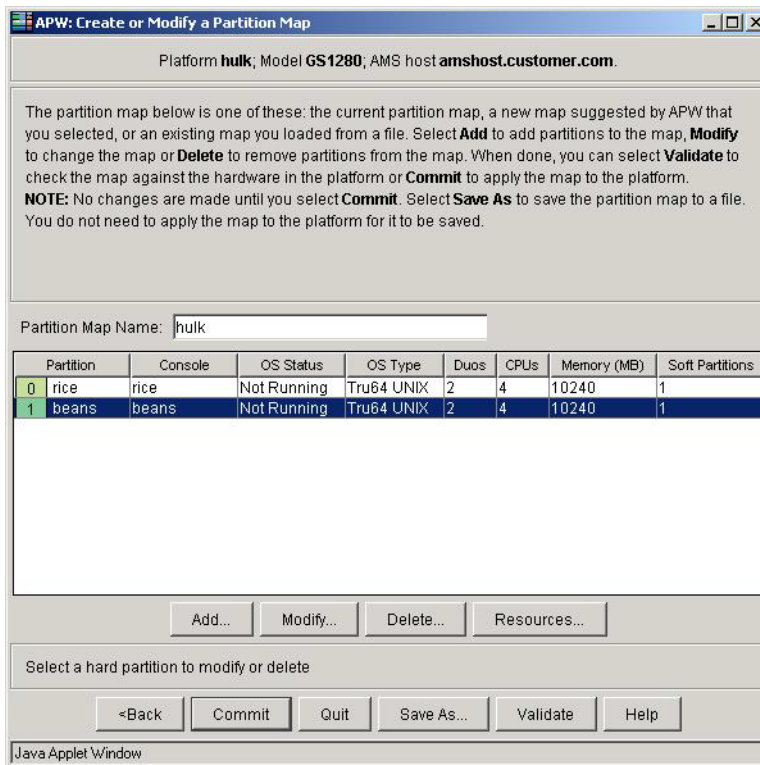 APW: Create or Modify a Partition Map
Platform hulk; Model GS1280; AMS host amshost.customer.com.
The partition map below is one of these: the current partition map, a new map suggested by APW that
you selected, or an existing map you loaded from a file. Select Add to add partitions to the map, Modify
to change the map or Delete to remove partitions from the map. When done, you can select Validate to
check the map against the hardware in the platform or Commit to apply the map to the platform.
NOTE: No changes are made until you select Commit. Select Save As to save the partition map to a file.
You do not need to apply the map to the platform for it to be saved.
Partition Map Name: hulk
Partition Console OS Status OS Type Duos CPUs Memory (MB) Soft Partitions
0 rice rice Not Running Tru64 UNIX 2 4 10240 1
1 beans beans Not Running Tru64 UNIX 2 4 10240 1
Add... Modify... Delete... Resources...
Select a hard partition to modify or delete
<Back Commit Quit Save As... Validate Help
Java Applet Window